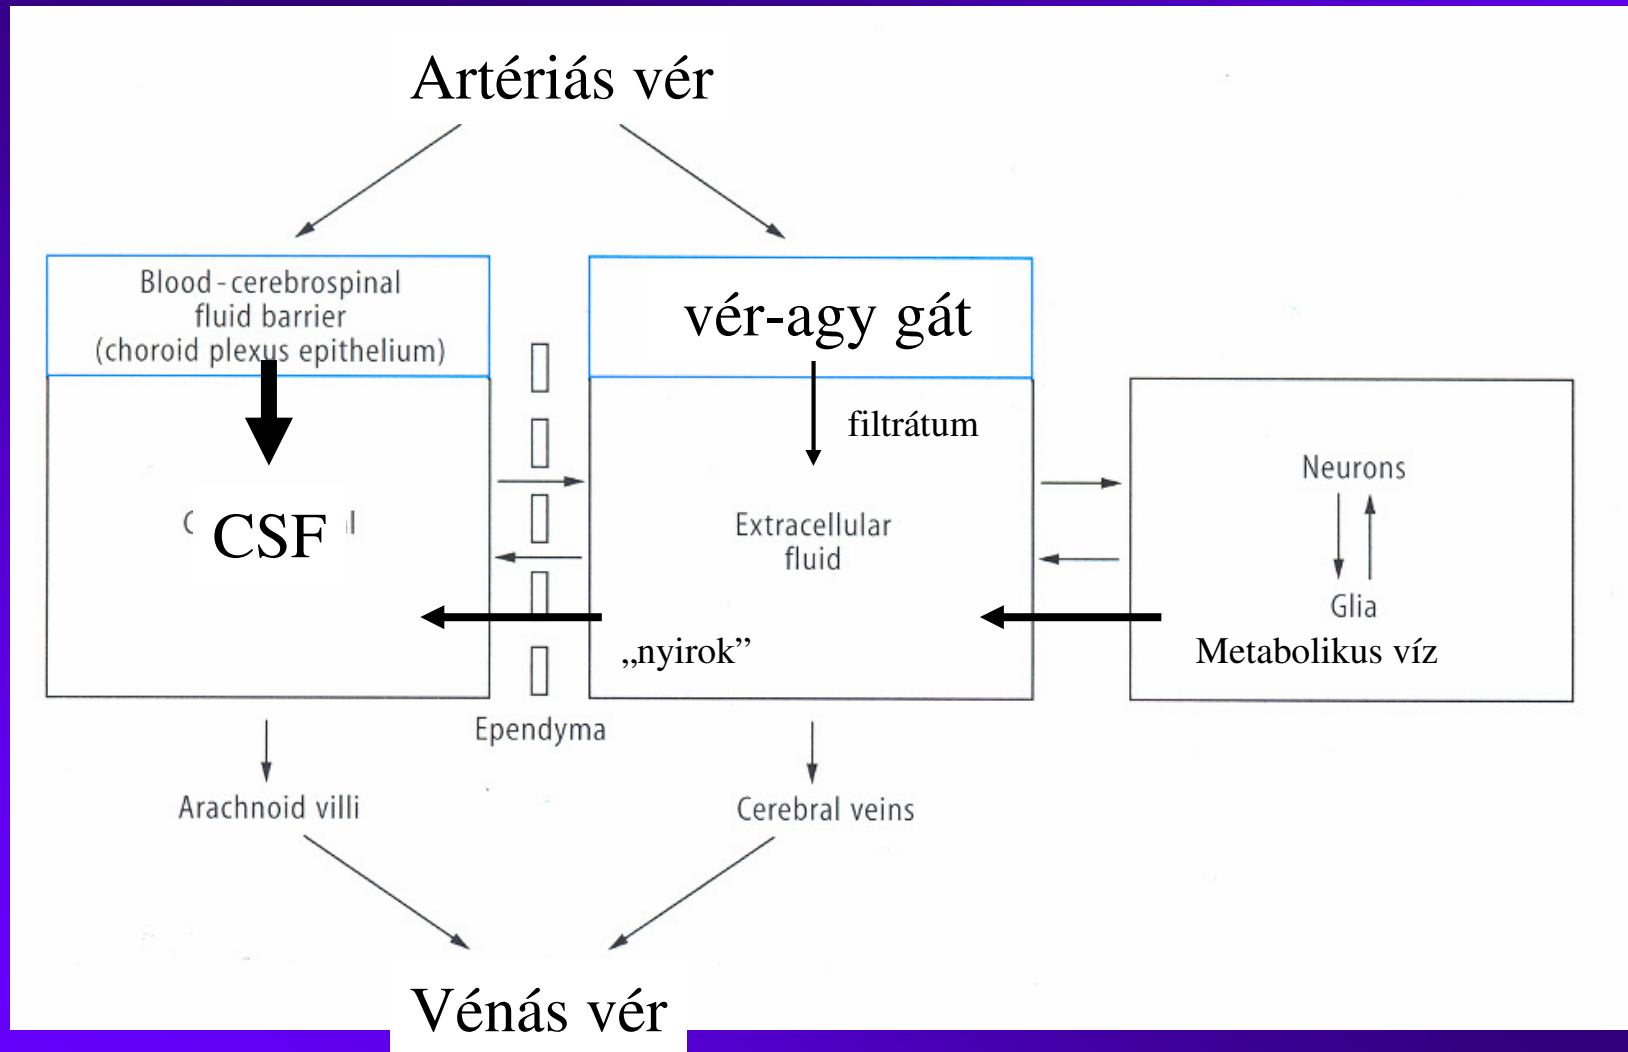 Artériás vér
Blood-cerebrospinal
fluid barrier
(choroid plexus epithelium)
vér-agy gát
filtrátum
CSF
Extracellular
fluid
Neurons
Glia
„nyirok”
Metabolikus víz
Ependyma
Arachnoid villi
Cerebral veins
Vénás vér